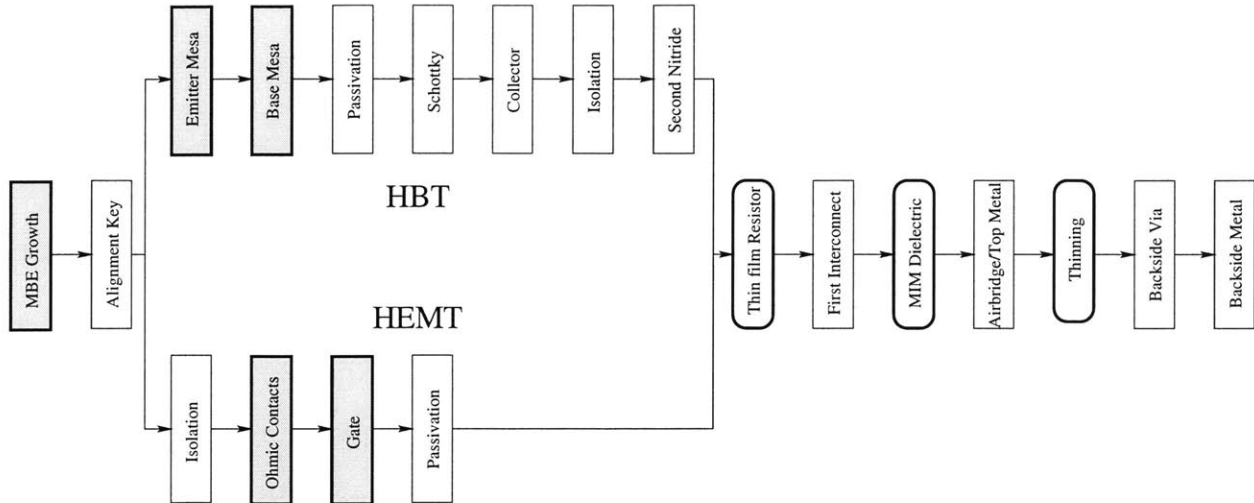 MBE Growth
Alignment Key
Emitter Mesa
Base Mesa
Passivation
Schottky
Collector
Isolation
Second Nitride
HBT
HEMT
Isolation
Ohmic Contacts
Gate
Passivation
Thin film Resistor
First Interconnect
MIM Dielectric
Airbridge/Top Metal
Thinning
Backside Via
Backside Metal